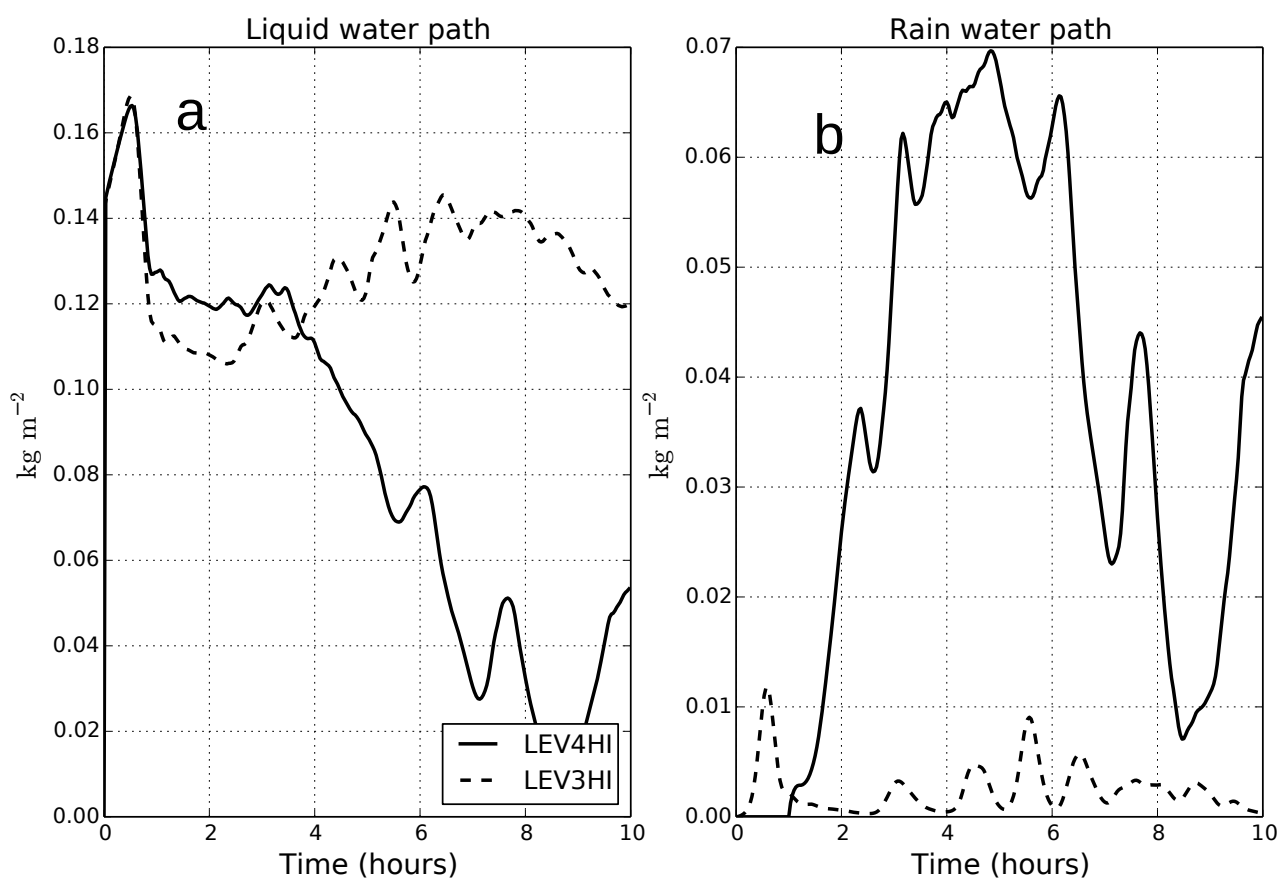 Liquid water path
0.18
0.16
0.14
0.12
0.10
0.08
0.06
0.04
0.02
0.00
kg m−2
a
LEV4HI
LEV3HI
0 2 4 6 8 10
Time (hours)
Rain water path
0.07
0.06
0.05
0.04
0.03
0.02
0.01
0.00
kg m−2
b
0 2 4 6 8 10
Time (hours)